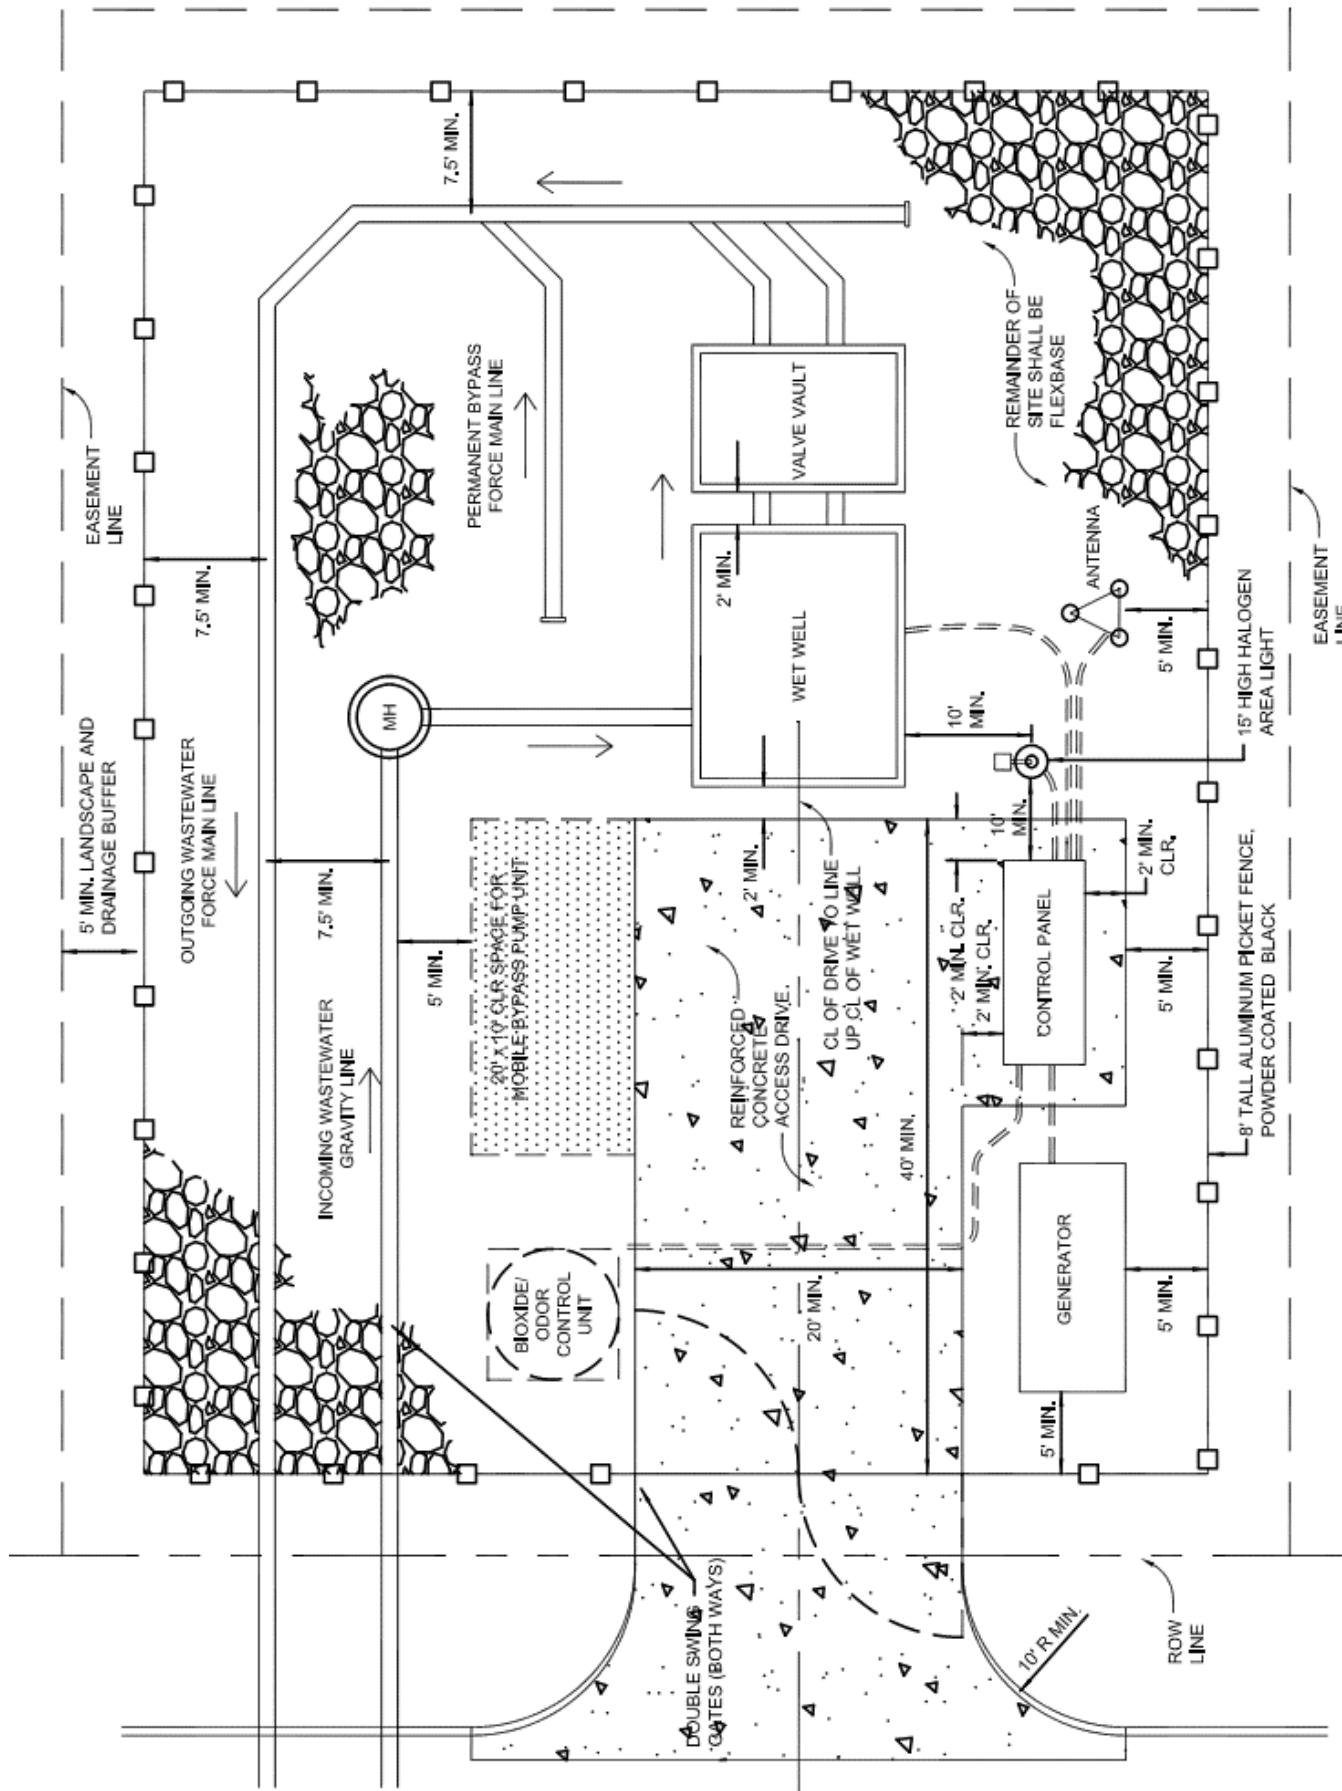 5' MIN. LANDSCAPE AND
DRAINAGE BUFFER
EASEMENT
LINE
OUTGOING WASTEWATER
FORCE MAIN LINE
7.5' MIN.
7.5' MIN.
7.5' MIN.
INCOMING WASTEWATER
GRAVITY LINE
MH
5' MIN.
PERMANENT BYPASS
FORCE MAIN LINE
20' x 10' CLR SPACE FOR
MOBILE BYPASS PUMP UNIT
BIOXIDE/
ODOR
CONTROL
UNIT
DOUBLE SWING
GATES (BOTH WAYS)
REINFORCED
CONCRETE
ACCESS DRIVE
2' MIN.
2' MIN.
WET WELL
VALVE VAULT
CL OF DRIVE TO LINE
UP CL OF WET WELL
20' MIN.
40' MIN.
10'
MIN.
10'
MIN.
2' MIN. CLR.
2' MIN. CLR.
CONTROL PANEL
2' MIN.
CLR.
GENERATOR
5' MIN.
5' MIN.
5' MIN.
5' MIN.
ANTENNA
REMAINDER OF
SITE SHALL BE
FLEXBASE
15' HIGH HALOGEN
AREA LIGHT
8' TALL ALUMINUM PICKET FENCE,
POWDER COATED BLACK
EASEMENT
LINE
10' R MIN.
ROW
LINE